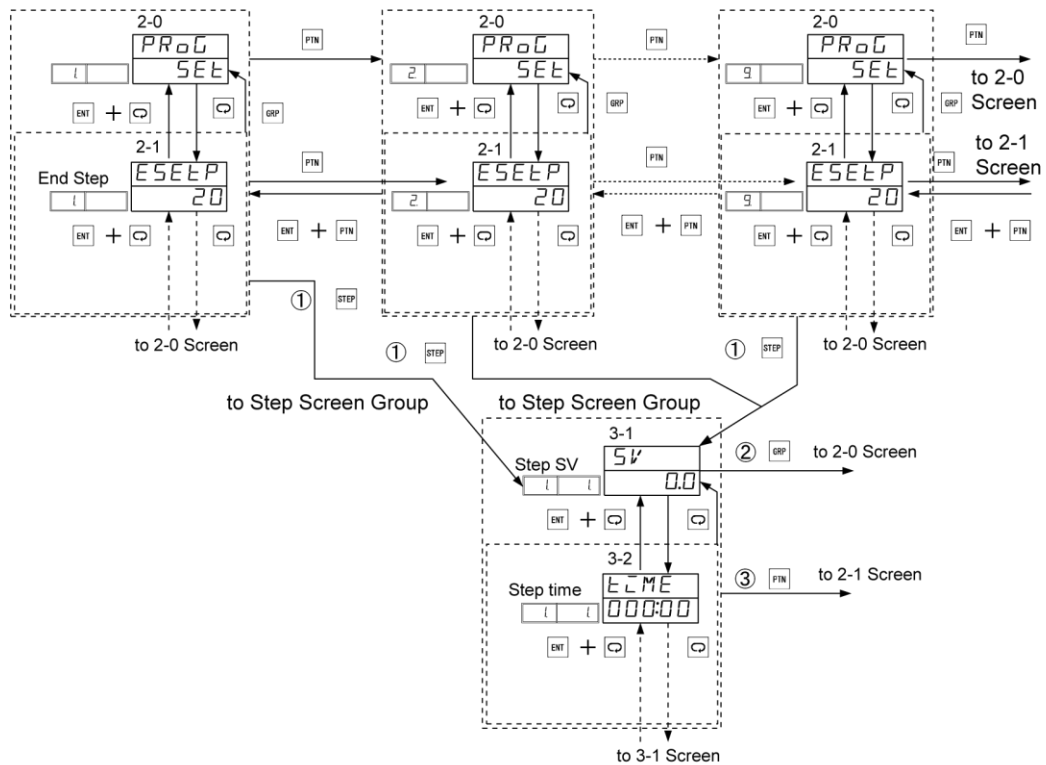 2-0
PRoG
SEt
1.
ENT + 
PTN
GRP
2-0
PRoG
SEt
2.
ENT + 
PTN
GRP
2-0
PRoG
SEt
9.
ENT + 
PTN
GRP
to 2-0
Screen
2-1
ESEtP
20
End Step
1.
ENT + 
PTN
ENT + PTN
2-1
ESEtP
20
2.
ENT + 
PTN
ENT + PTN
2-1
ESEtP
20
9.
ENT + 
PTN
ENT + PTN
to 2-1
Screen
① STEP
to 2-0 Screen
① STEP
to 2-0 Screen
① STEP
to 2-0 Screen
to Step Screen Group
to Step Screen Group
3-1
SV
0.0
Step SV
1. 1.
ENT + 
② GRP
to 2-0 Screen
3-2
tiME
000:00
Step time
1. 1.
ENT + 
③ PTN
to 2-1 Screen
to 3-1 Screen